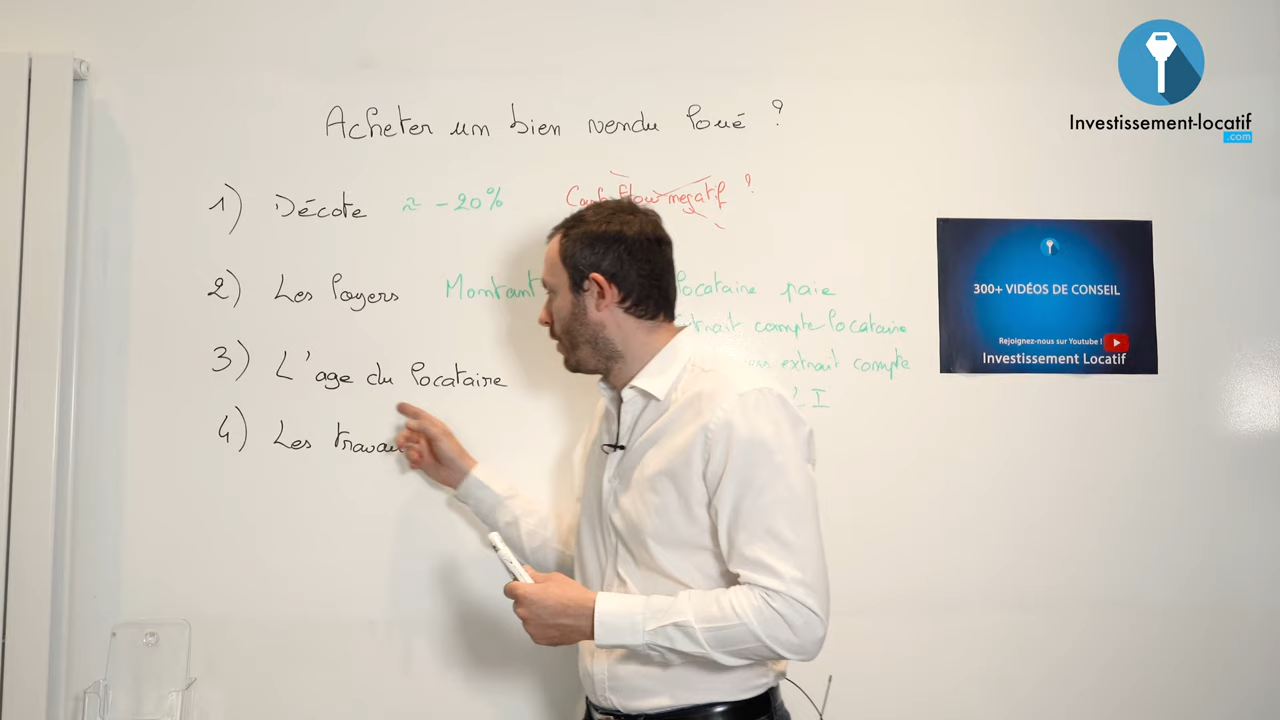 Acheter un bien vendu loué ?
1) Décote ≈ -20% Cash flow negatif ?
2) Les loyers Montant locataire paie
extrait compte locataire
extrait compte
I
3) L'age du locataire
4) Les travaux
Investissement-locatif
.com
300+ VIDÉOS DE CONSEIL
Rejoignez-nous sur Youtube !
Investissement Locatif